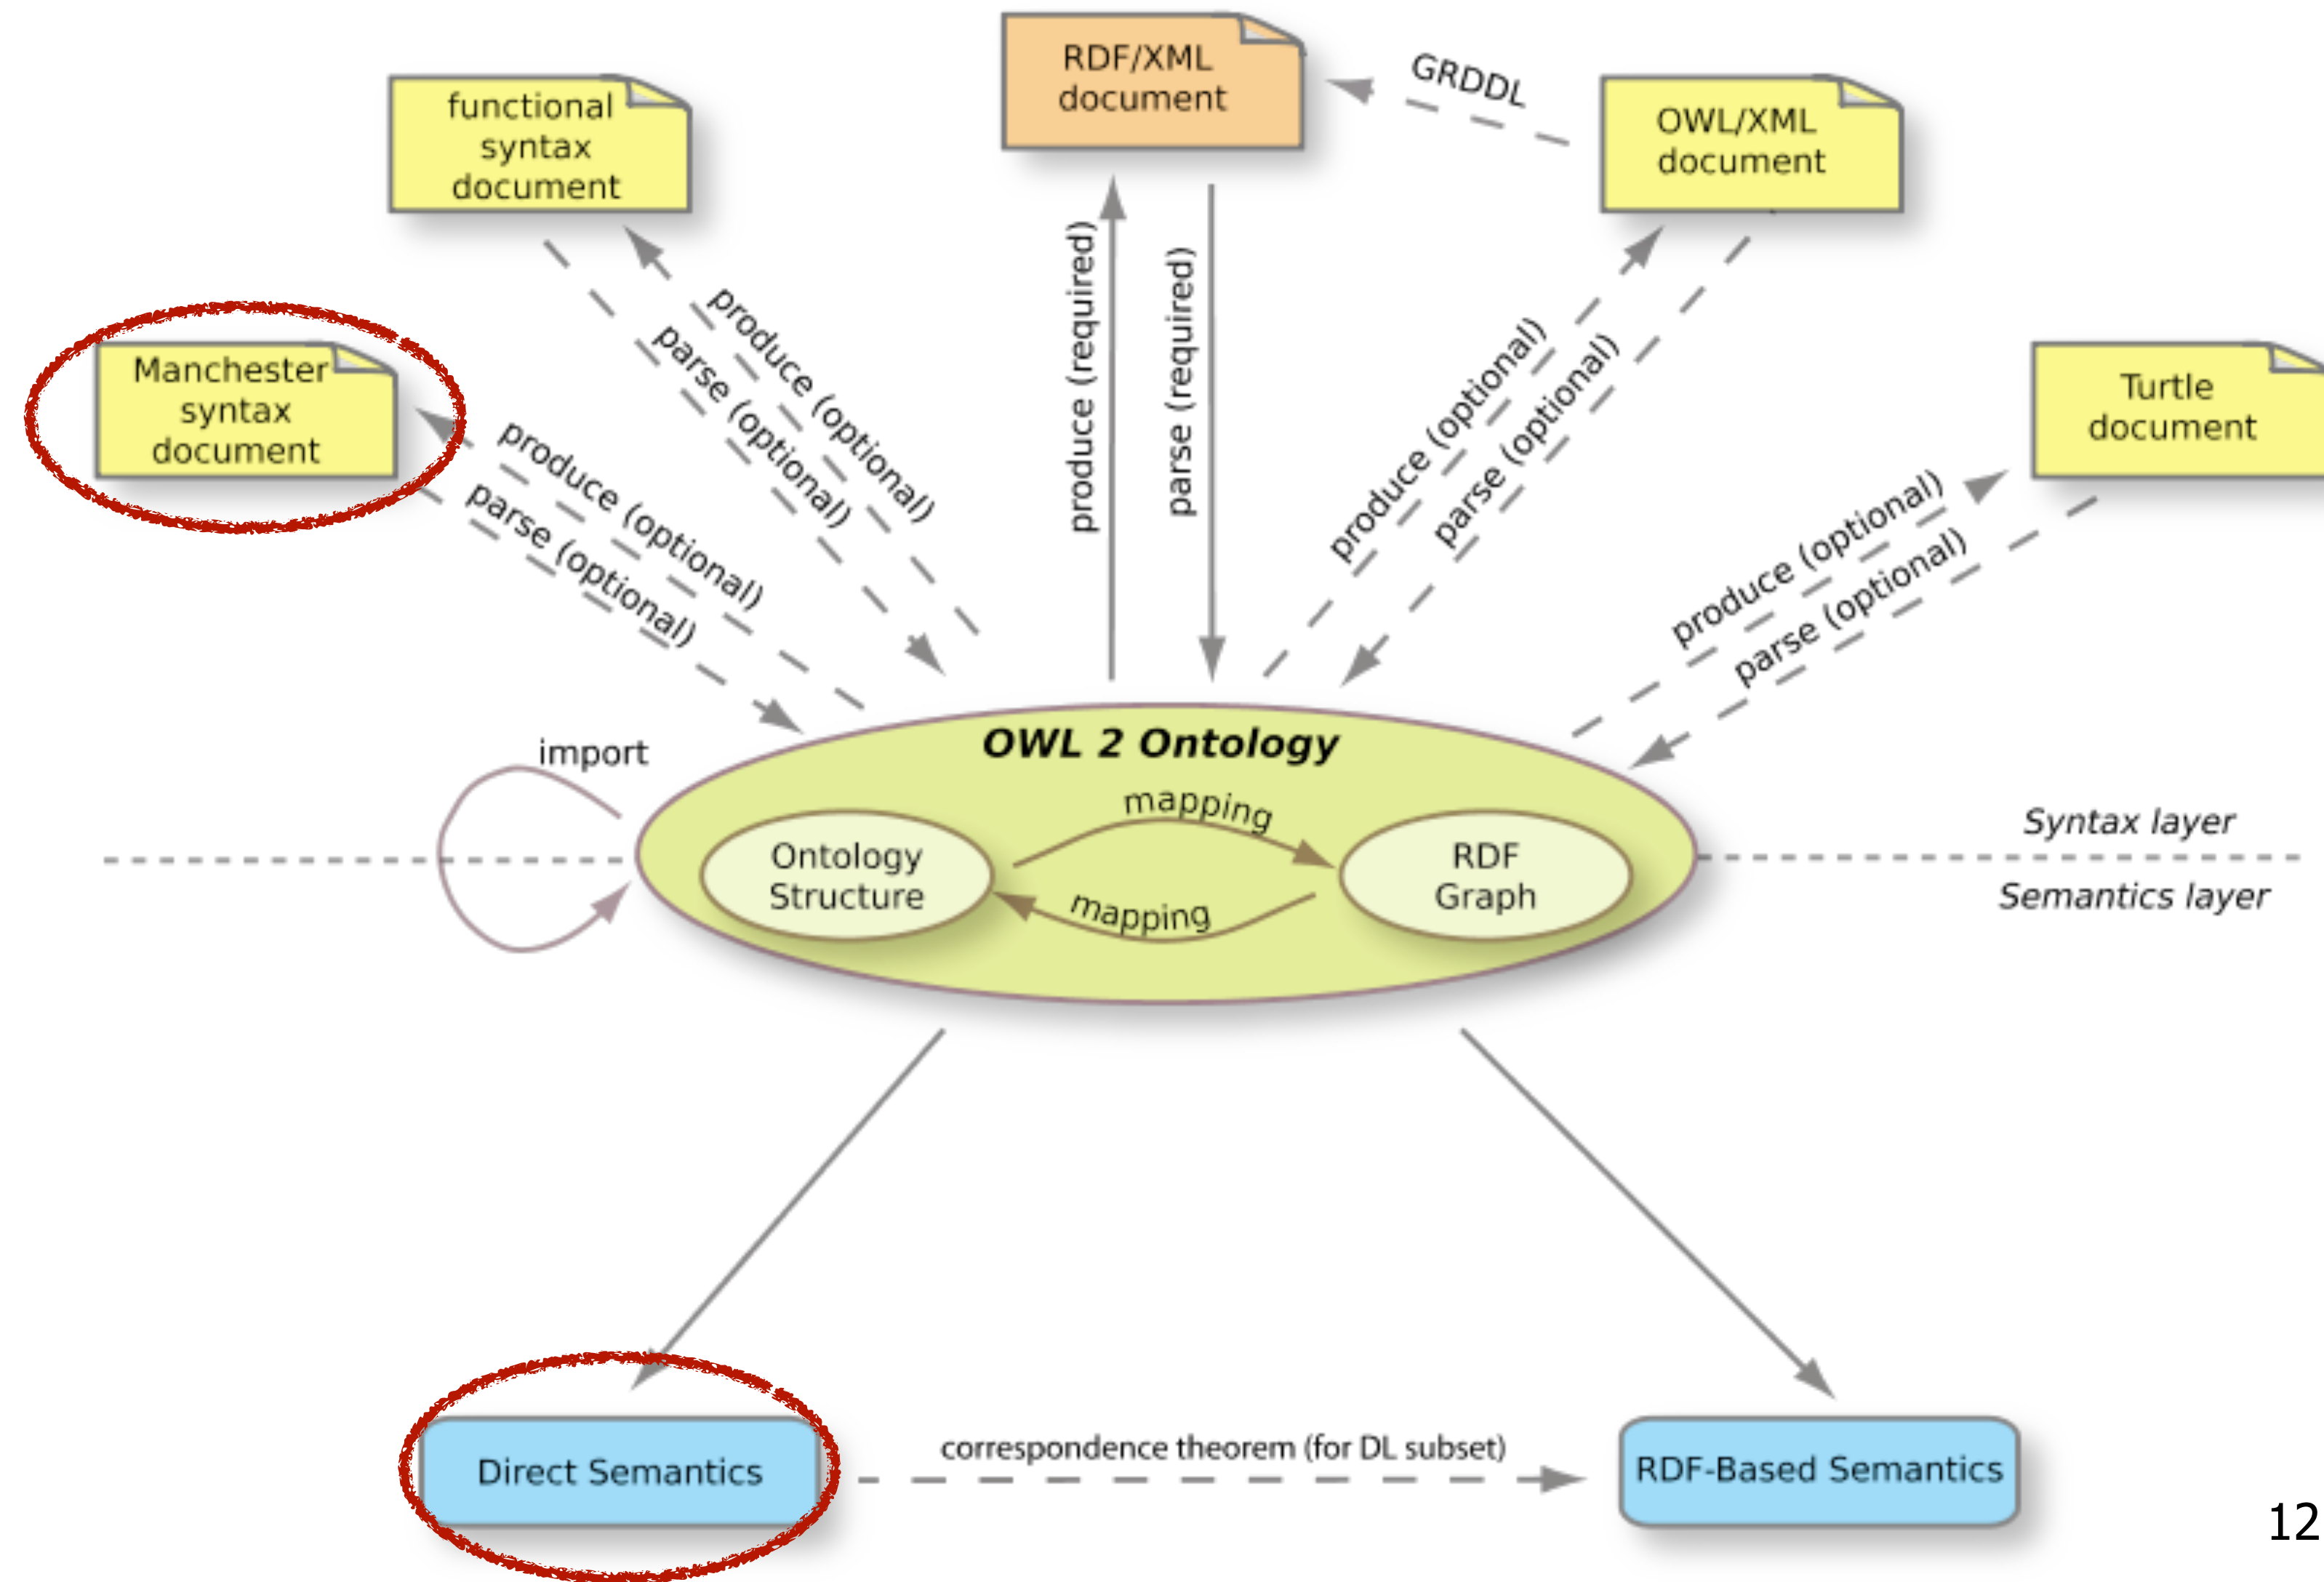 RDF/XML
document
GRDDL
functional
syntax
document
OWL/XML
document
Manchester
syntax
document
Turtle
document
produce (optional)
parse (optional)
produce (optional)
parse (optional)
produce (required)
parse (required)
produce (optional)
parse (optional)
produce (optional)
parse (optional)
import
OWL 2 Ontology
mapping
Ontology
Structure
RDF
Graph
mapping
Syntax layer
Semantics layer
Direct Semantics
correspondence theorem (for DL subset)
RDF-Based Semantics
12